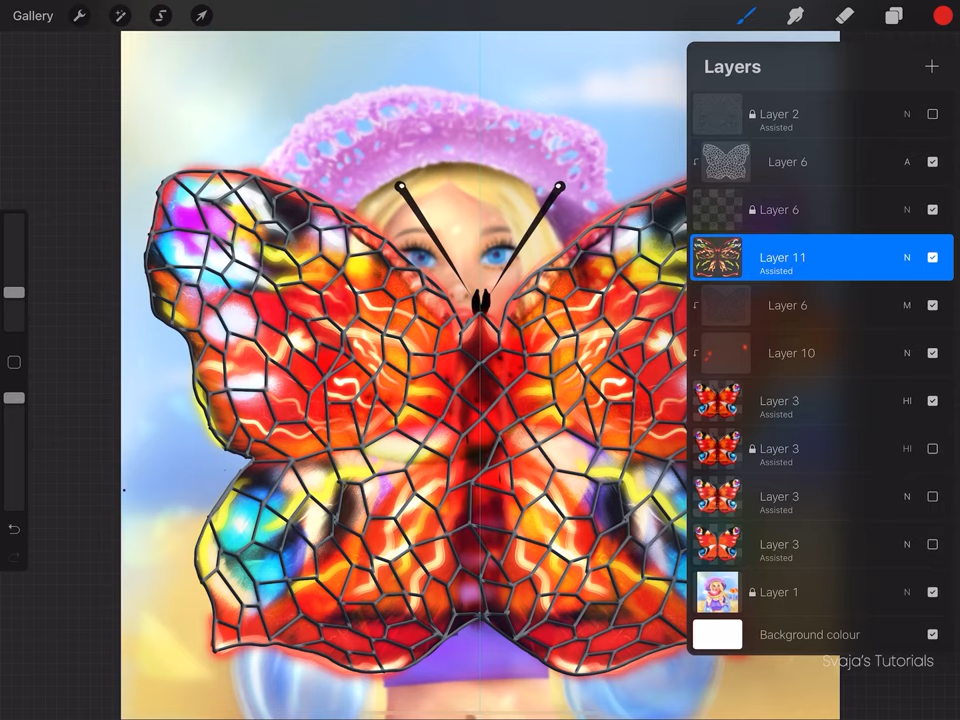 Gallery
Layers
Layer 2
Assisted
N
Layer 6
A
Layer 6
N
Layer 11
Assisted
N
Layer 6
M
Layer 10
N
Layer 3
Assisted
HI
Layer 3
Assisted
HI
Layer 3
Assisted
N
Layer 3
Assisted
N
Layer 1
N
Background colour
Svaja's Tutorials